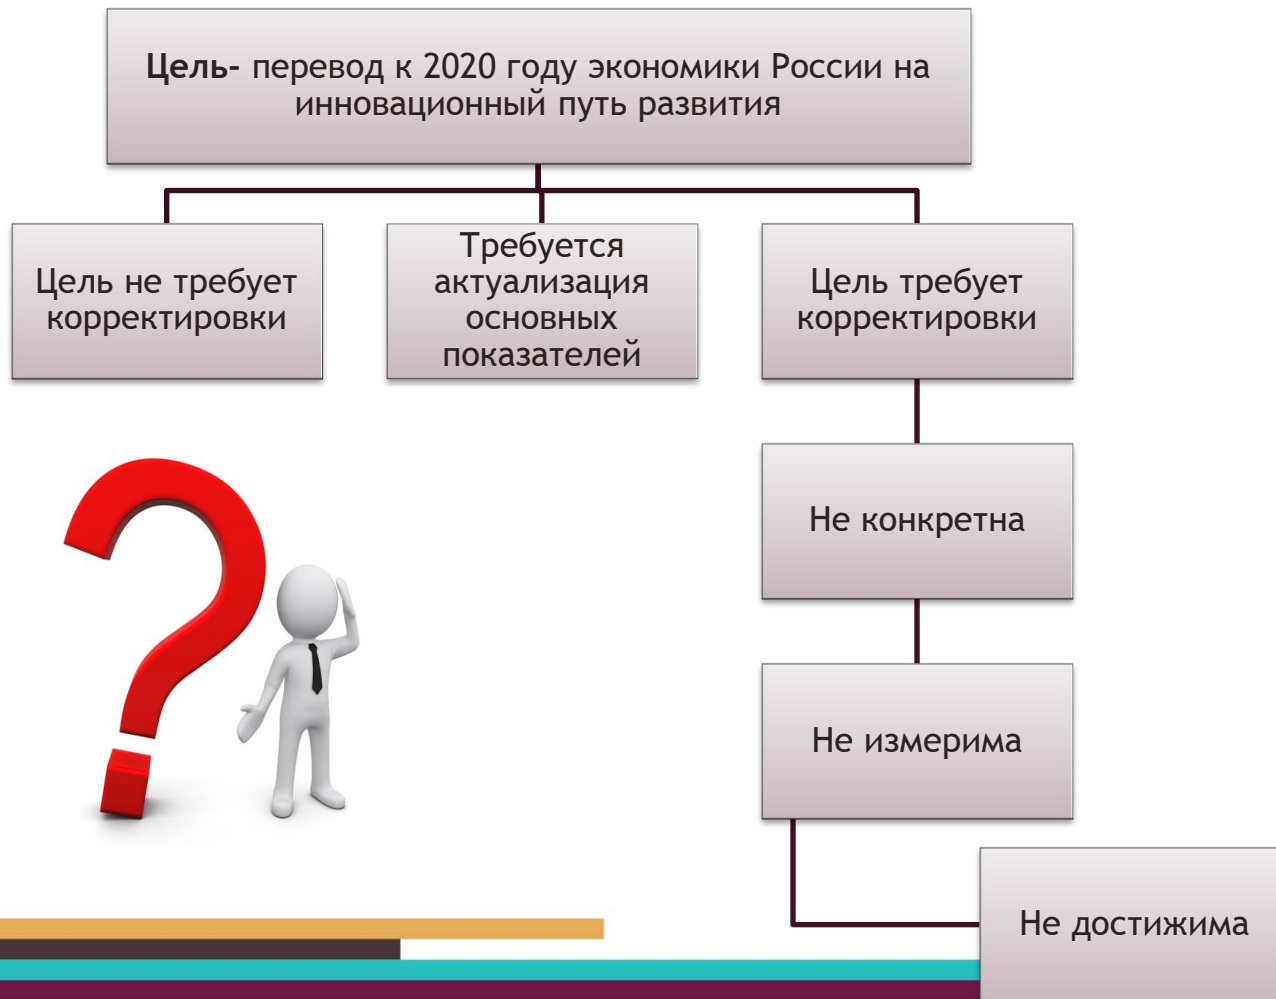 Цель- перевод к 2020 году экономики России на
инновационный путь развития
Цель не требует
корректировки
Требуется
актуализация
основных
показателей
Цель требует
корректировки
Не конкретна
Не измерима
Не достижима